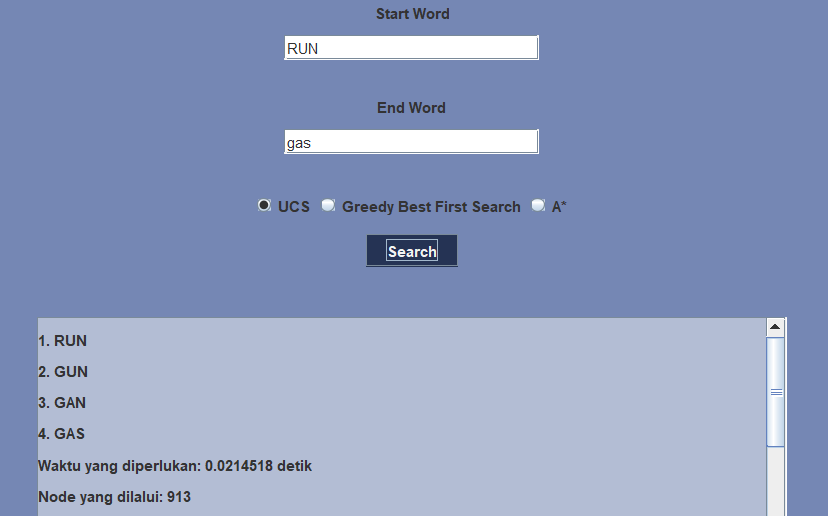 Start Word
RUN
End Word
gas
UCS Greedy Best First Search A*
Search
1. RUN
2. GUN
3. GAN
4. GAS
Waktu yang diperlukan: 0.0214518 detik
Node yang dilalui: 913